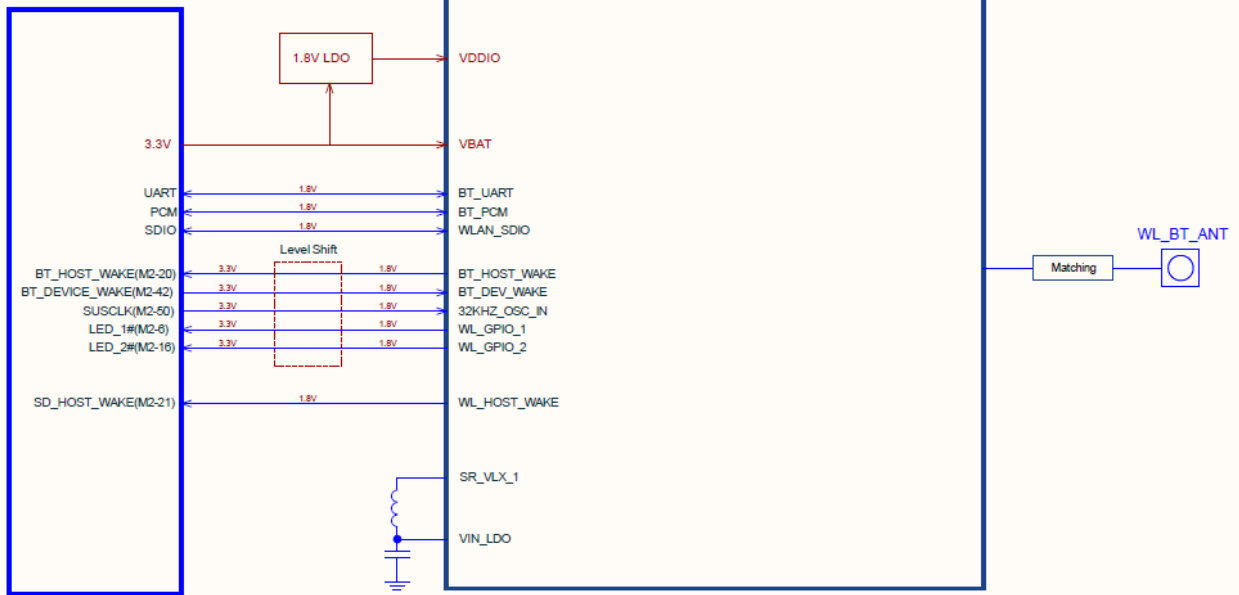 1.8V LDO
VDDIO
3.3V
VBAT
UART
1.8V
BT_UART
PCM
1.8V
BT_PCM
SDIO
1.8V
WLAN_SDIO
WL_BT_ANT
Level Shift
Matching
BT_HOST_WAKE(M2-20)
3.3V
1.8V
BT_HOST_WAKE
BT_DEVICE_WAKE(M2-42)
3.3V
1.8V
BT_DEV_WAKE
SUSCLK(M2-50)
3.3V
1.8V
32KHZ_OSC_IN
LED_1#(M2-6)
3.3V
1.8V
WL_GPIO_1
LED_2#(M2-16)
3.3V
1.8V
WL_GPIO_2
SD_HOST_WAKE(M2-21)
1.8V
WL_HOST_WAKE
SR_VLX_1
VIN_LDO